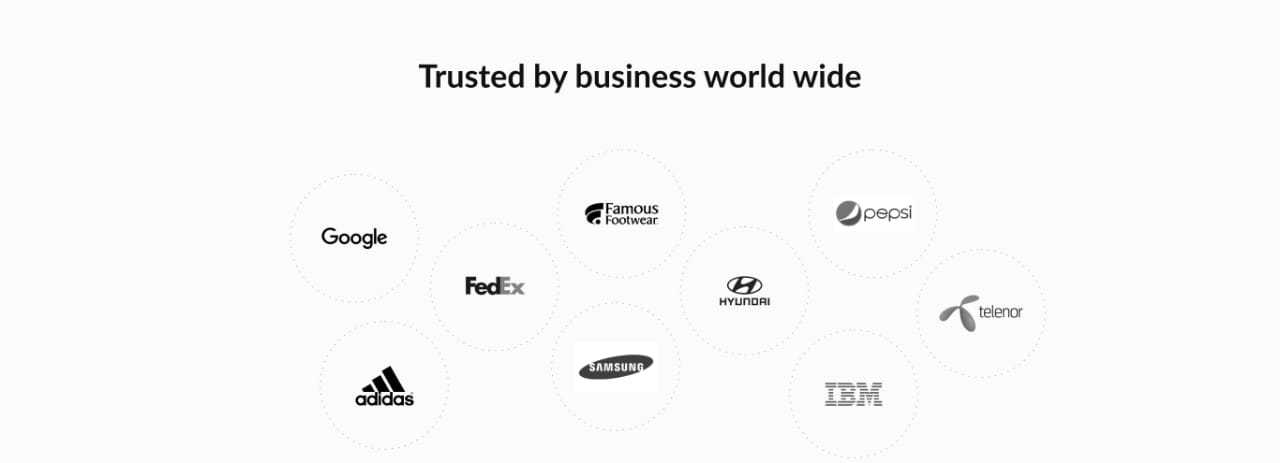 Trusted by business world wide
Famous
Footwear
pepsi
Google
FedEx
HYUNDAI
telenor
SAMSUNG
adidas
IBM